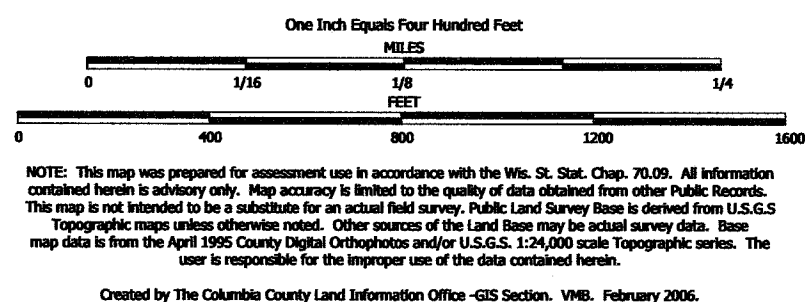 One Inch Equals Four Hundred Feet
MILES
0 1/16 1/8 1/4
FEET
0 400 800 1200 1600
NOTE: This map was prepared for assessment use in accordance with the Wis. St. Stat. Chap. 70.09. All information
contained herein is advisory only. Map accuracy is limited to the quality of data obtained from other Public Records.
This map is not intended to be a substitute for an actual field survey. Public Land Survey Base is derived from U.S.G.S
Topographic maps unless otherwise noted. Other sources of the Land Base may be actual survey data. Base
map data is from the April 1995 County Digital Orthophotos and/or U.S.G.S. 1:24,000 scale Topographic series. The
user is responsible for the improper use of the data contained herein.
Created by The Columbia County Land Information Office -GIS Section. VMB. February 2006.